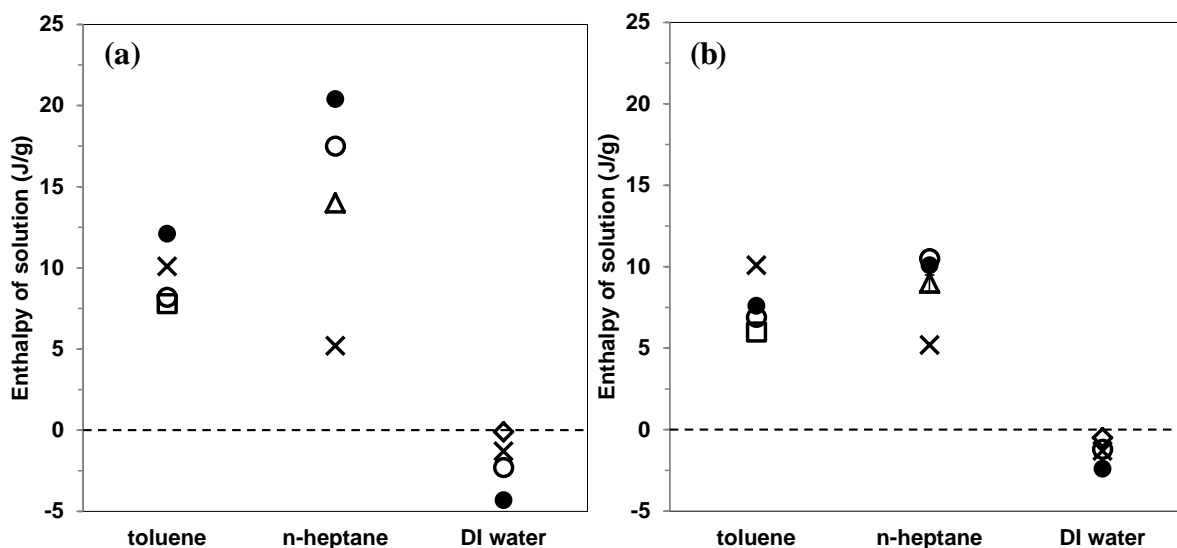 (a)
Enthalpy of solution (J/g)
25
20
15
10
5
0
-5
toluene n-heptane DI water
(b)
Enthalpy of solution (J/g)
25
20
15
10
5
0
-5
toluene n-heptane DI water